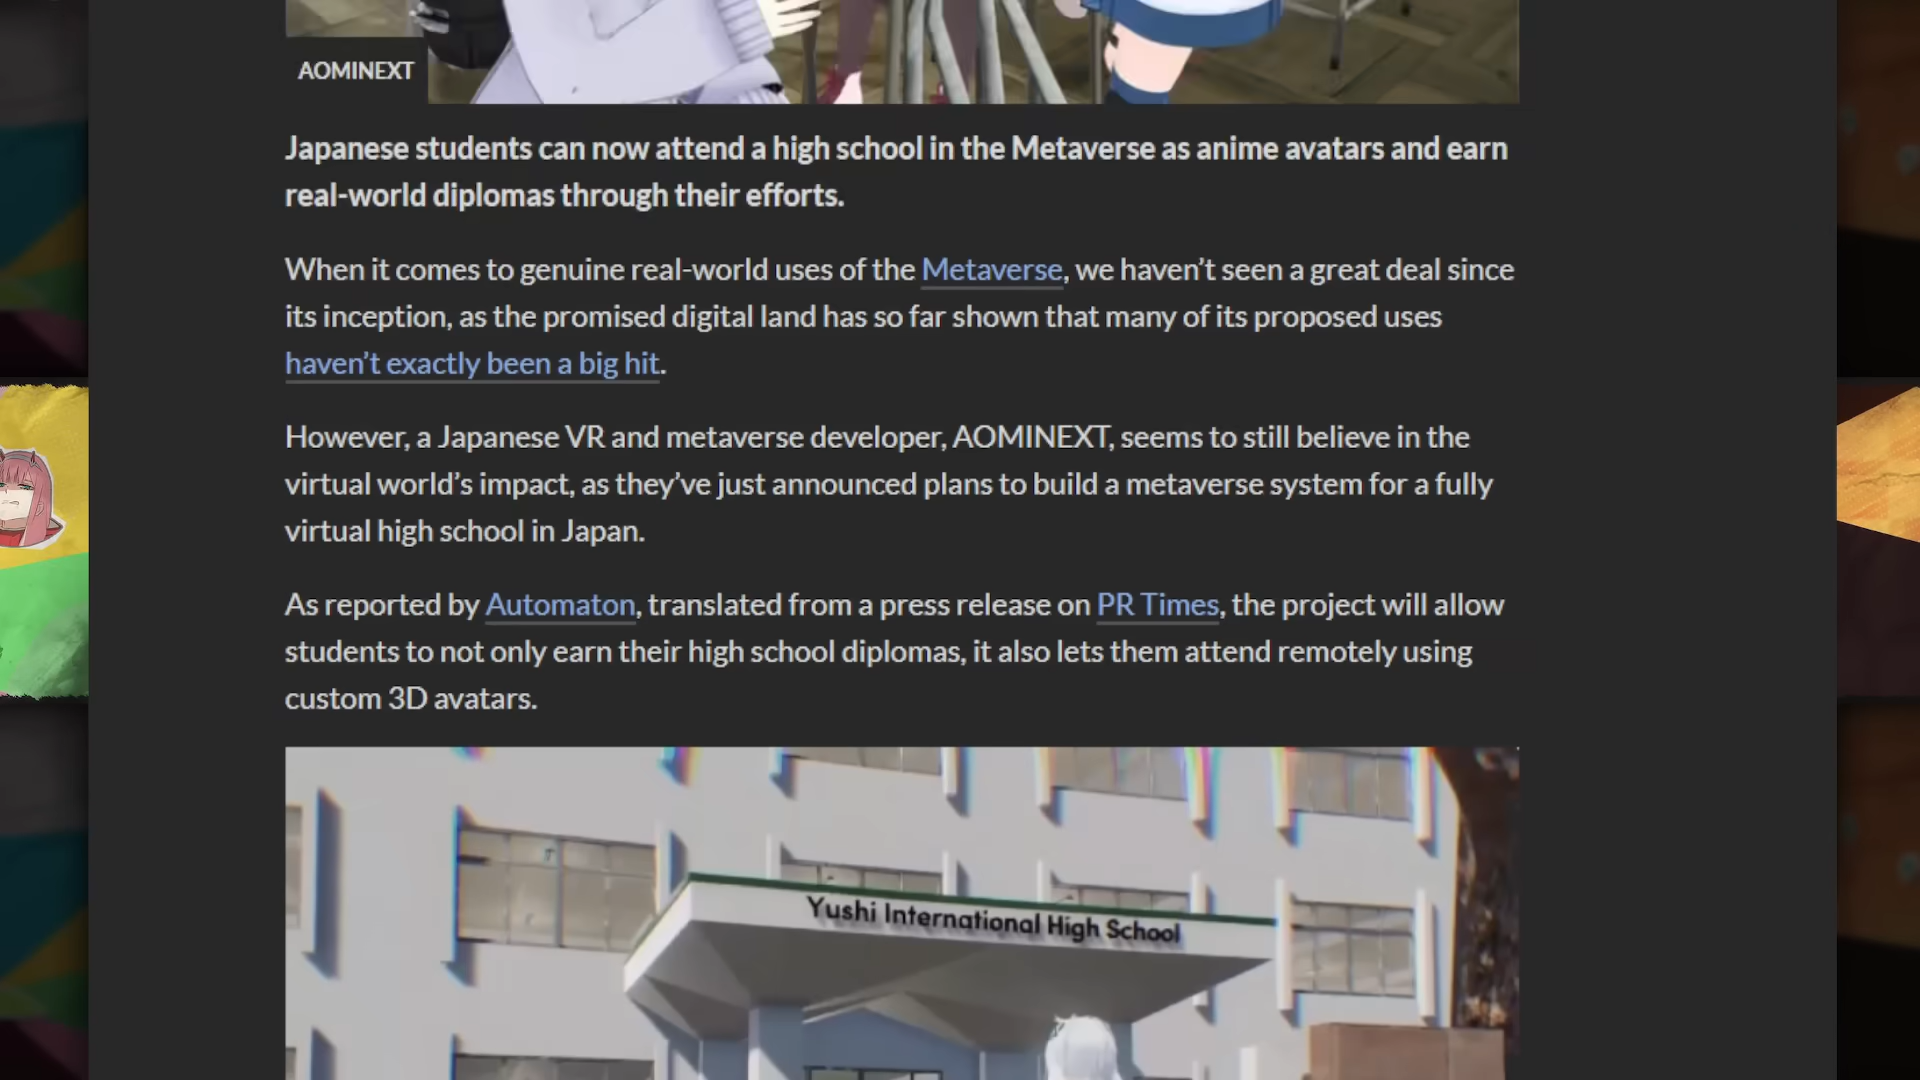 AOMINEXT
Japanese students can now attend a high school in the Metaverse as anime avatars and earn
real-world diplomas through their efforts.
When it comes to genuine real-world uses of the Metaverse, we haven’t seen a great deal since
its inception, as the promised digital land has so far shown that many of its proposed uses
haven’t exactly been a big hit.
However, a Japanese VR and metaverse developer, AOMINEXT, seems to still believe in the
virtual world’s impact, as they’ve just announced plans to build a metaverse system for a fully
virtual high school in Japan.
As reported by Automaton, translated from a press release on PR Times, the project will allow
students to not only earn their high school diplomas, it also lets them attend remotely using
custom 3D avatars.
Yushi International High School